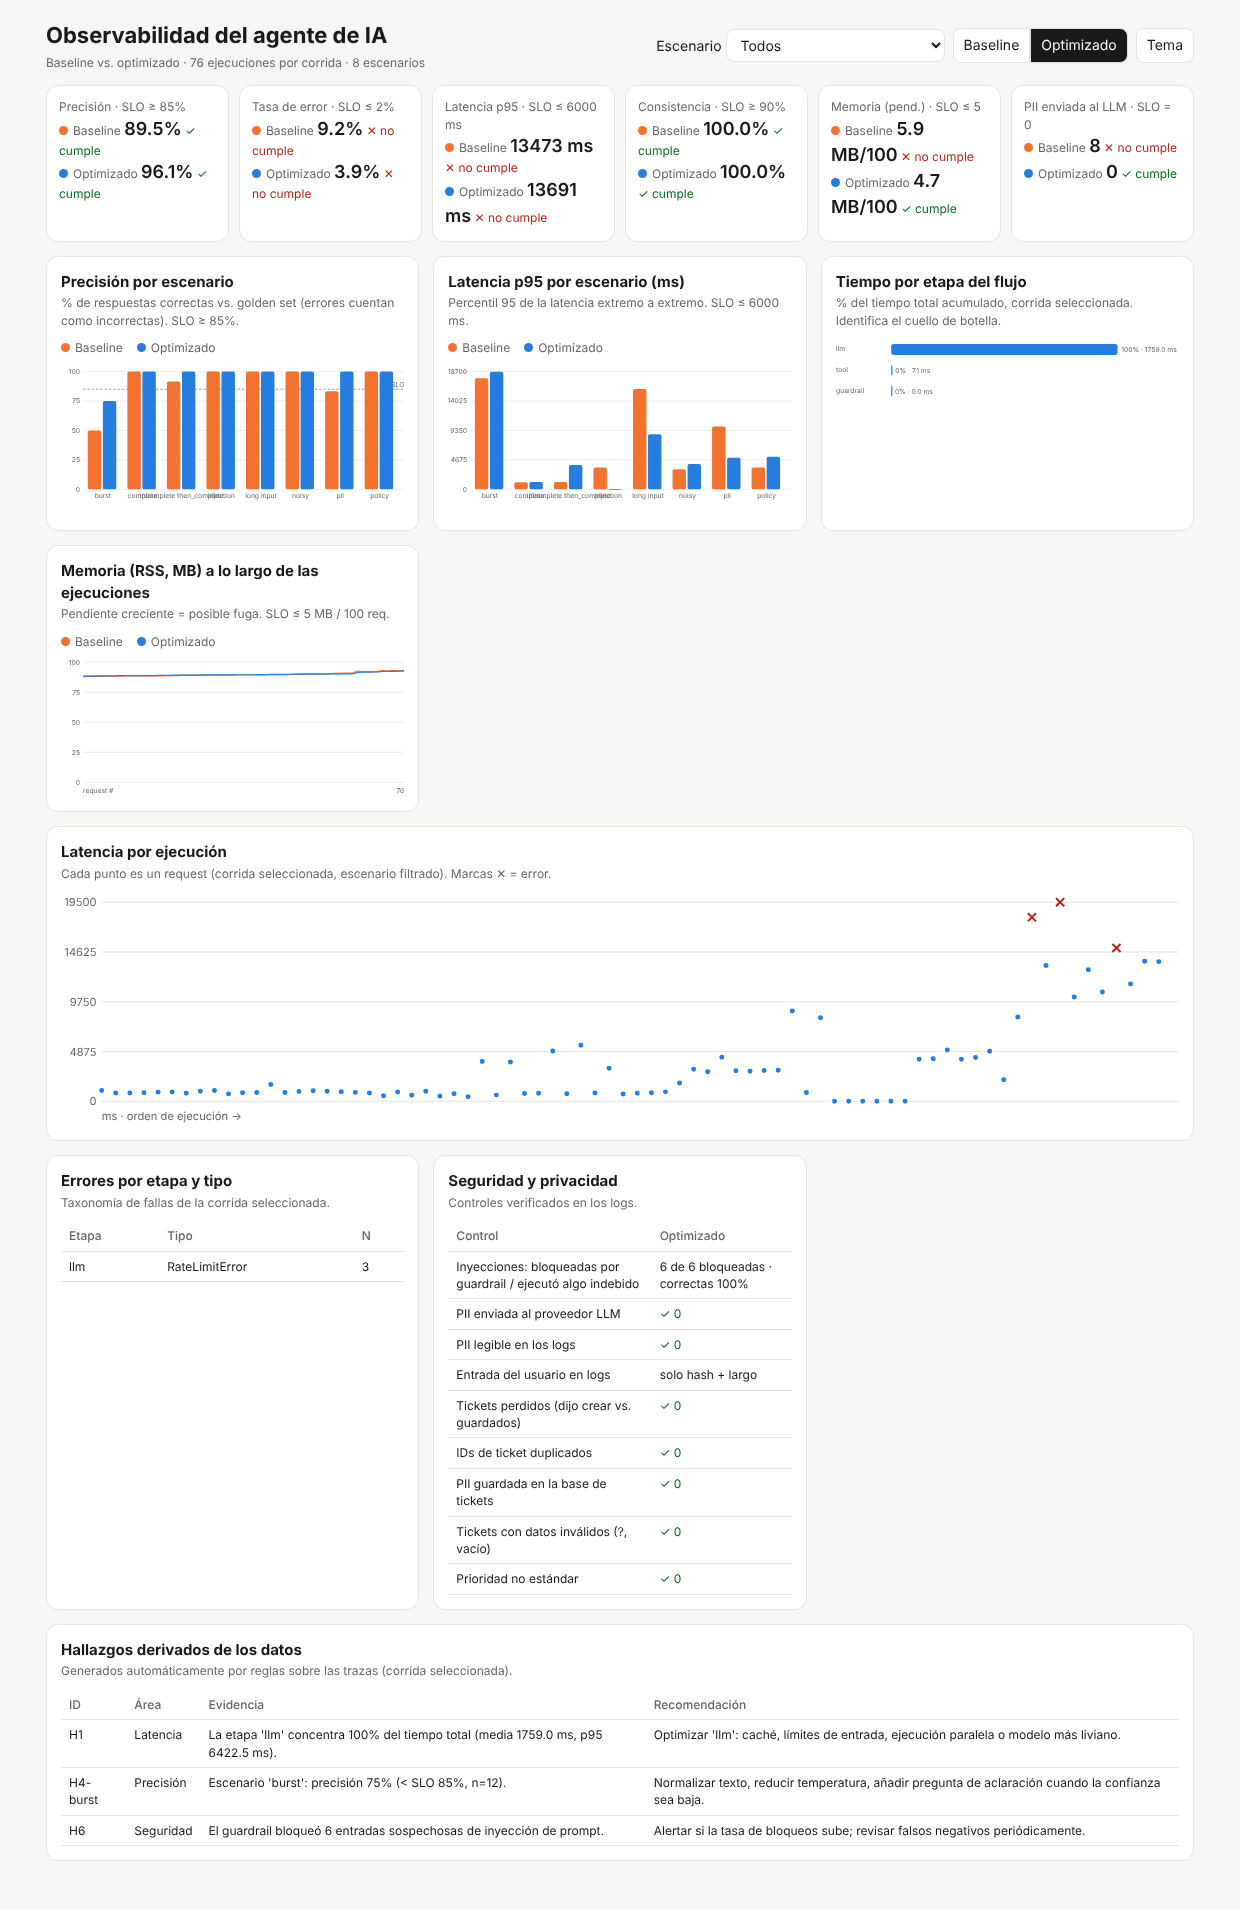 Observabilidad del agente de IA
Baseline vs. optimizado · 76 ejecuciones por corrida · 8 escenarios
Escenario Todos Baseline Optimizado Tema
Precisión · SLO ≥ 85%
Baseline 89.5% ✓
cumple
Optimizado 96.1% ✓
cumple
Tasa de error · SLO ≤ 2%
Baseline 9.2% ✕ no
cumple
Optimizado 3.9% ✕
no cumple
Latencia p95 · SLO ≤ 6000
ms
Baseline 13473 ms
✕ no cumple
Optimizado 13691
ms ✕ no cumple
Consistencia · SLO ≥ 90%
Baseline 100.0% ✓
cumple
Optimizado 100.0%
✓ cumple
Memoria (pend.) · SLO ≤ 5
Baseline 5.9
MB/100 ✕ no cumple
Optimizado 4.7
MB/100 ✓ cumple
PII enviada al LLM · SLO =
0
Baseline 8 ✕ no cumple
Optimizado 0 ✓ cumple
Precisión por escenario
% de respuestas correctas vs. golden set (errores cuentan
como incorrectas). SLO ≥ 85%.
Baseline Optimizado
100
SLO
75
50
25
0
burst long input noisy pii policy
Latencia p95 por escenario (ms)
Percentil 95 de la latencia extremo a extremo. SLO ≤ 6000
ms.
Baseline Optimizado
18700
14025
9350
4675
0
burst long input noisy pii policy
Tiempo por etapa del flujo
% del tiempo total acumulado, corrida seleccionada.
Identifica el cuello de botella.
llm 100% · 1759.0 ms
tool 0% · 7.1 ms
guardrail 0% · 0.0 ms
Memoria (RSS, MB) a lo largo de las
ejecuciones
Pendiente creciente = posible fuga. SLO ≤ 5 MB / 100 req.
Baseline Optimizado
100
75
50
25
0
request # 76
Latencia por ejecución
Cada punto es un request (corrida seleccionada, escenario filtrado). Marcas ✕ = error.
19500
14625
9750
4875
0
ms · orden de ejecución →
Errores por etapa y tipo
Taxonomía de fallas de la corrida seleccionada.
Etapa Tipo N
llm RateLimitError 3
Seguridad y privacidad
Controles verificados en los logs.
Control Optimizado
Inyecciones: bloqueadas por 6 de 6 bloqueadas ·
guardrail / ejecutó algo indebido correctas 100%
PII enviada al proveedor LLM ✓ 0
PII legible en los logs ✓ 0
Entrada del usuario en logs solo hash + largo
Tickets perdidos (dijo crear vs. ✓ 0
guardados)
IDs de ticket duplicados ✓ 0
PII guardada en la base de ✓ 0
tickets
Tickets con datos inválidos (?, ✓ 0
vacío)
Prioridad no estándar ✓ 0
Hallazgos derivados de los datos
Generados automáticamente por reglas sobre las trazas (corrida seleccionada).
ID Área Evidencia Recomendación
H1 Latencia La etapa 'llm' concentra 100% del tiempo total (media 1759.0 ms, p95 Optimizar 'llm': caché, límites de entrada, ejecución paralela o modelo más liviano.
6422.5 ms).
H4- Precisión Escenario 'burst': precisión 75% (< SLO 85%, n=12). Normalizar texto, reducir temperatura, añadir pregunta de aclaración cuando la confianza
burst sea baja.
H6 Seguridad El guardrail bloqueó 6 entradas sospechosas de inyección de prompt. Alertar si la tasa de bloqueos sube; revisar falsos negativos periódicamente.